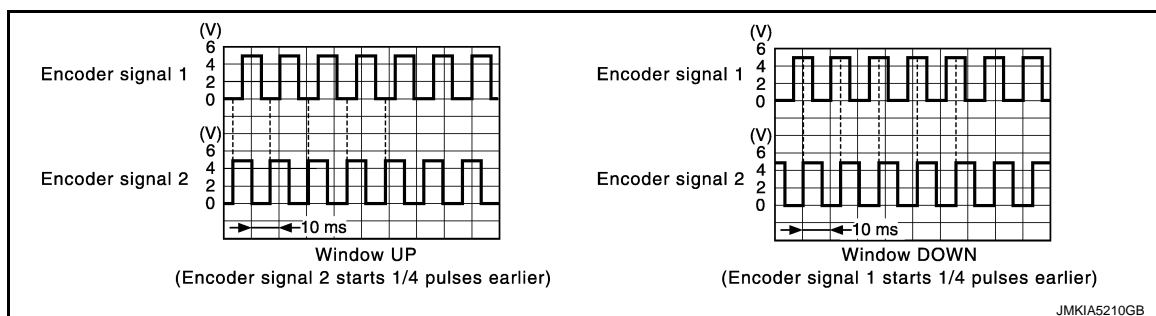 (V)
6
4
2
0
Encoder signal 1
(V)
6
4
2
0
Encoder signal 2
10 ms
Window UP
(Encoder signal 2 starts 1/4 pulses earlier)
(V)
6
4
2
0
Encoder signal 1
(V)
6
4
2
0
Encoder signal 2
10 ms
Window DOWN
(Encoder signal 1 starts 1/4 pulses earlier)
JMKIA5210GB